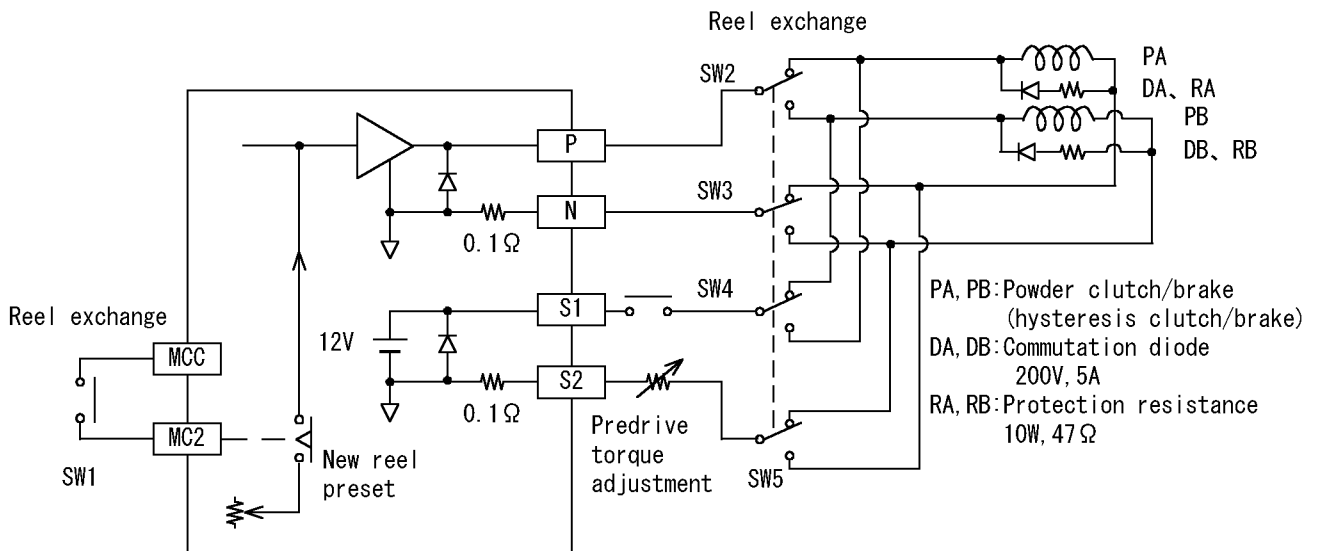 Reel exchange
SW2
PA
DA、RA
PB
DB、RB
P
SW3
N
0.1Ω
Reel exchange
S1
SW4
12V
MCC
S2
0.1Ω
MC2
SW1
New reel
preset
Predrive
torque
adjustment
SW5
PA,PB:Powder clutch/brake
(hysteresis clutch/brake)
DA,DB:Commutation diode
200V,5A
RA,RB:Protection resistance
10W,47Ω